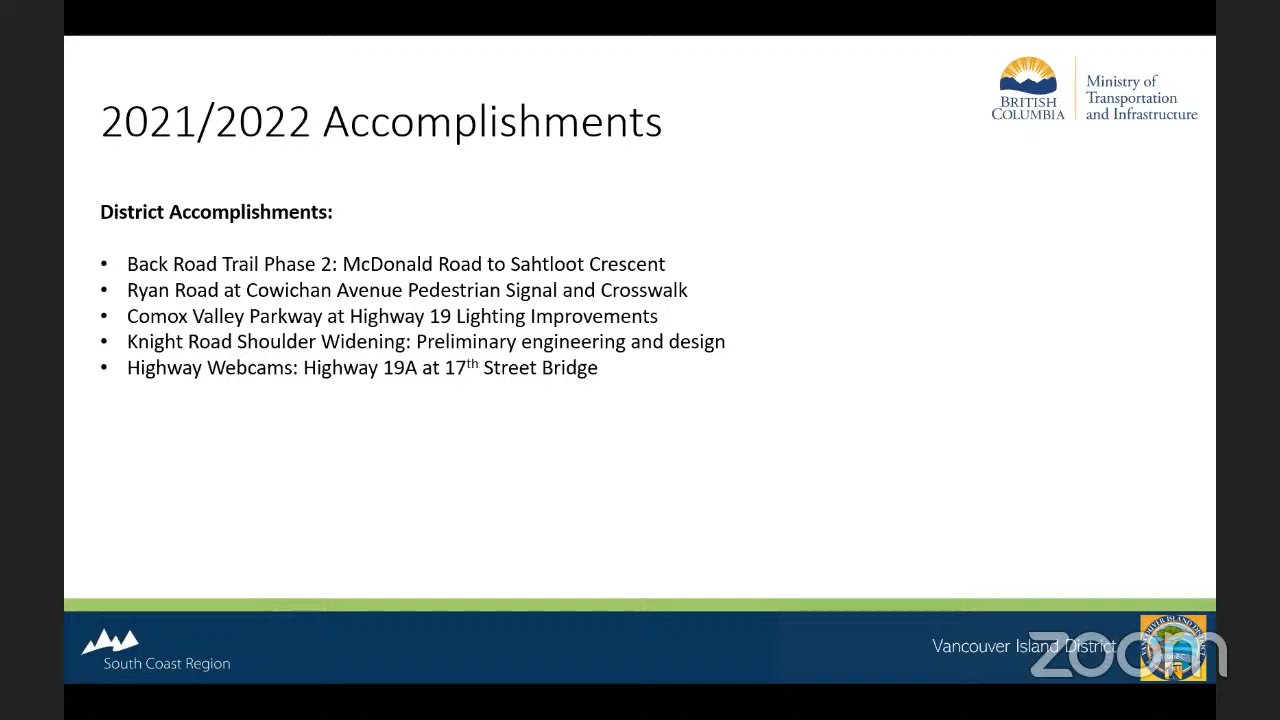 2021/2022 Accomplishments
BRITISH
COLUMBIA
Ministry of
Transportation
and Infrastructure
District Accomplishments:
• Back Road Trail Phase 2: McDonald Road to Sahtloot Crescent
• Ryan Road at Cowichan Avenue Pedestrian Signal and Crosswalk
• Comox Valley Parkway at Highway 19 Lighting Improvements
• Knight Road Shoulder Widening: Preliminary engineering and design
• Highway Webcams: Highway 19A at 17th Street Bridge
South Coast Region
Vancouver Island District
VANCOUVER ISLAND DISTRICT
zoom